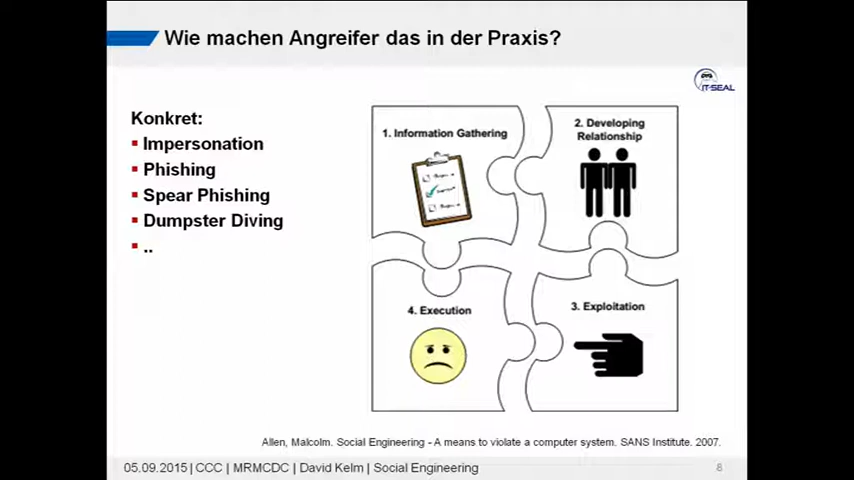 Wie machen Angreifer das in der Praxis?
IT-SEAL
Konkret:
Impersonation
Phishing
Spear Phishing
Dumpster Diving
..
1. Information Gathering
2. Developing
Relationship
4. Execution
3. Exploitation
Allen, Malcolm. Social Engineering - A means to violate a computer system. SANS Institute. 2007.
05.09.2015 | CCC | MRMCDC | David Kelm | Social Engineering
8